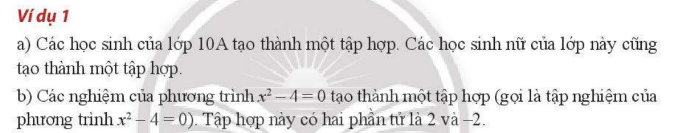 Ví dụ 1
a) Các học sinh của lớp 10A tạo thành một tập hợp. Các học sinh nữ của lớp này cũng
tạo thành một tập hợp.
b) Các nghiệm của phương trình x² – 4 = 0 tạo thành một tập hợp (gọi là tập nghiệm của
phương trình x² – 4 = 0). Tập hợp này có hai phần tử là 2 và –2.